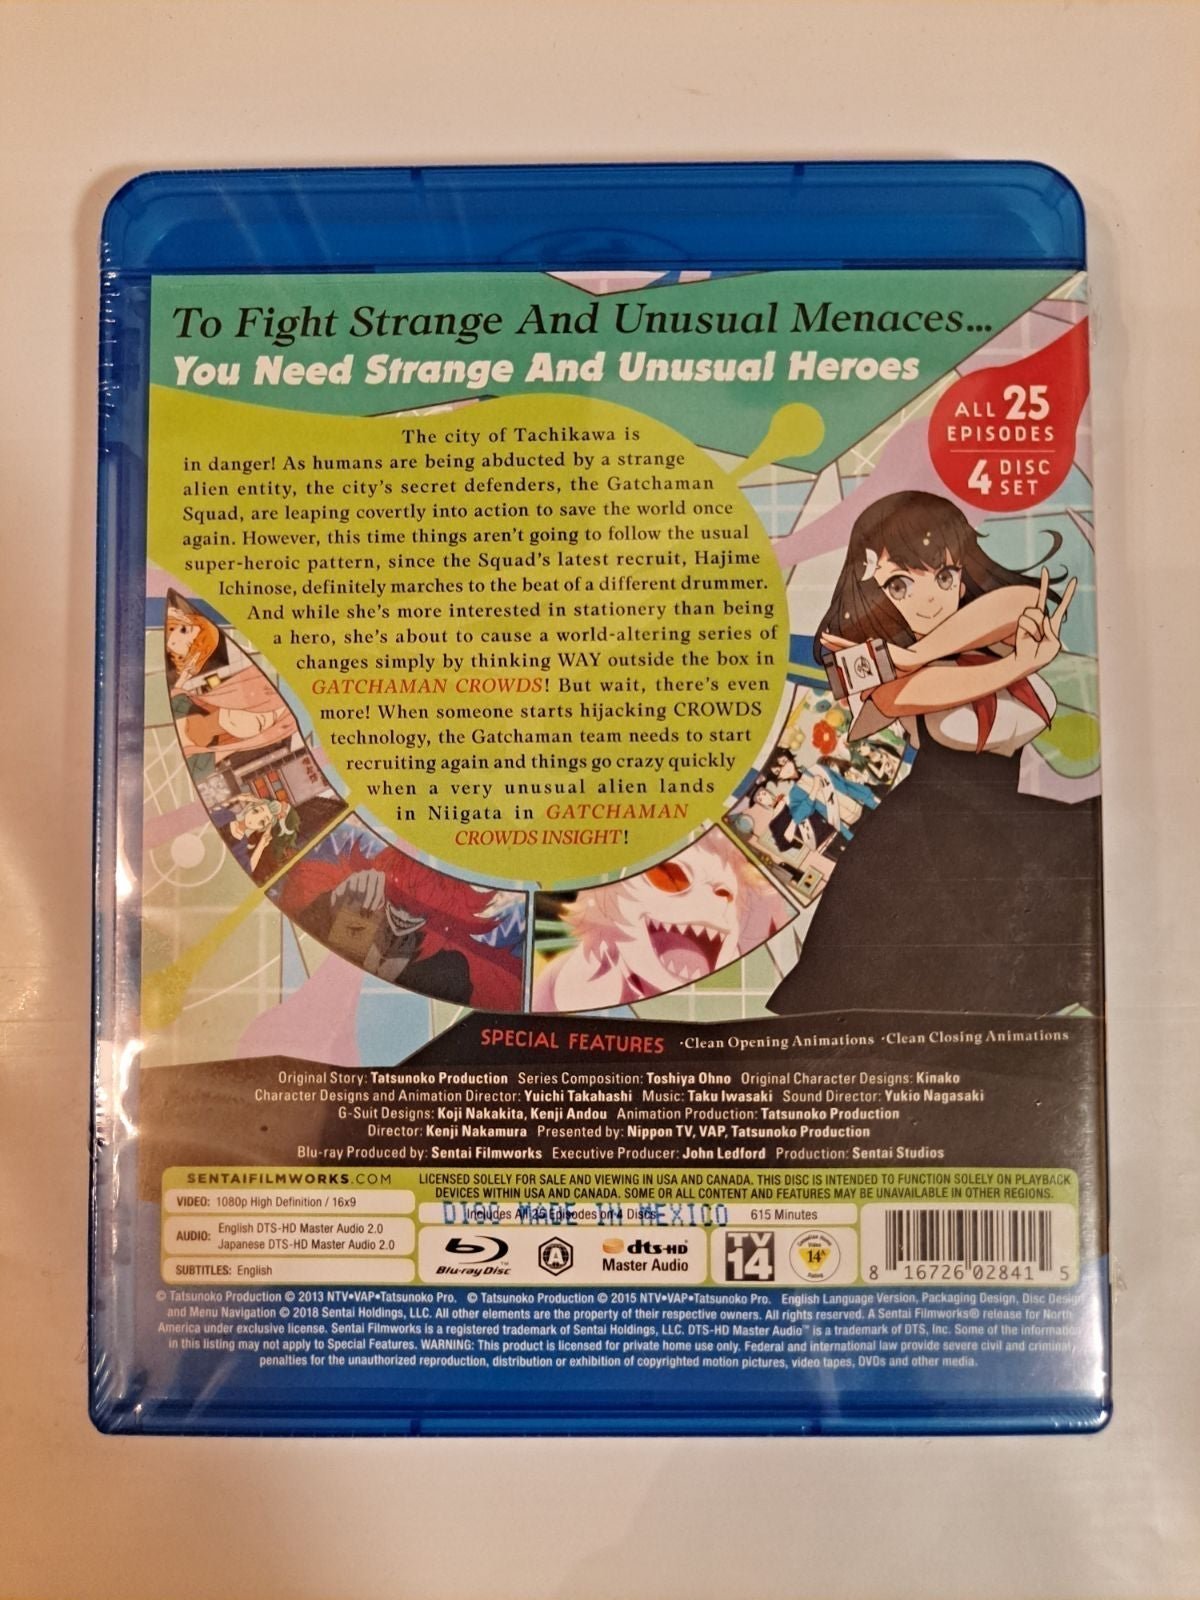 To Fight Strange And Unusual Menaces...
You Need Strange And Unusual Heroes
ALL 25
EPISODES
4 DISC
SET
The city of Tachikawa is
in danger! As humans are being abducted by a strange
alien entity, the city's secret defenders, the Gatchaman
Squad, are leaping covertly into action to save the world once
again. However, this time things aren't going to follow the usual
super-heroic pattern, since the Squad's latest recruit, Hajime
Ichinose, definitely marches to the beat of a different drummer.
And while she's more interested in stationery than being
a hero, she's about to cause a world-altering series of
changes simply by thinking WAY outside the box in
GATCHAMAN CROWDS! But wait, there's even
more! When someone starts hijacking CROWDS
technology, the Gatchaman team needs to start
recruiting again and things go crazy quickly
when a very unusual alien lands
in Niigata in GATCHAMAN
CROWDS INSIGHT!
SPECIAL FEATURES •Clean Opening Animations •Clean Closing Animations
Original Story: Tatsunoko Production Series Composition: Toshiya Ohno Original Character Designs: Kinako
Character Designs and Animation Director: Yuichi Takahashi Music: Taku Iwasaki Sound Director: Yukio Nagasaki
G-Suit Designs: Koji Nakakita, Kenji Andou Animation Production: Tatsunoko Production
Director: Kenji Nakamura Presented by: Nippon TV, VAP, Tatsunoko Production
Blu-ray Produced by: Sentai Filmworks Executive Producer: John Ledford Production: Sentai Studios
SENTAIFILMWORKS.COM
VIDEO: 1080p High Definition / 16x9
AUDIO: English DTS-HD Master Audio 2.0
Japanese DTS-HD Master Audio 2.0
SUBTITLES: English
LICENSED SOLELY FOR SALE AND VIEWING IN USA AND CANADA. THIS DISC IS INTENDED TO FUNCTION SOLELY ON PLAYBACK
DEVICES WITHIN USA AND CANADA. SOME OR ALL CONTENT AND FEATURES MAY BE UNAVAILABLE IN OTHER REGIONS.
Includes All 25 Episodes on 4 Discs 615 Minutes
DISC MADE IN MEXICO
Blu-ray Disc
A
dts-HD
Master Audio
TV
14
Canadian Home
Video
14A
Rated
8 16726 02841 5
© Tatsunoko Production © 2013 NTV•VAP•Tatsunoko Pro. © Tatsunoko Production © 2015 NTV•VAP•Tatsunoko Pro. English Language Version, Packaging Design, Disc Design
and Menu Navigation © 2018 Sentai Holdings, LLC. All other elements are the property of their respective owners. All rights reserved. A Sentai Filmworks® release for North
America under exclusive license. Sentai Filmworks is a registered trademark of Sentai Holdings, LLC. DTS-HD Master Audio™ is a trademark of DTS, Inc. Some of the information
in this listing may not apply to Special Features. WARNING: This product is licensed for private home use only. Federal and international law provide severe civil and criminal
penalties for the unauthorized reproduction, distribution or exhibition of copyrighted motion pictures, video tapes, DVDs and other media.